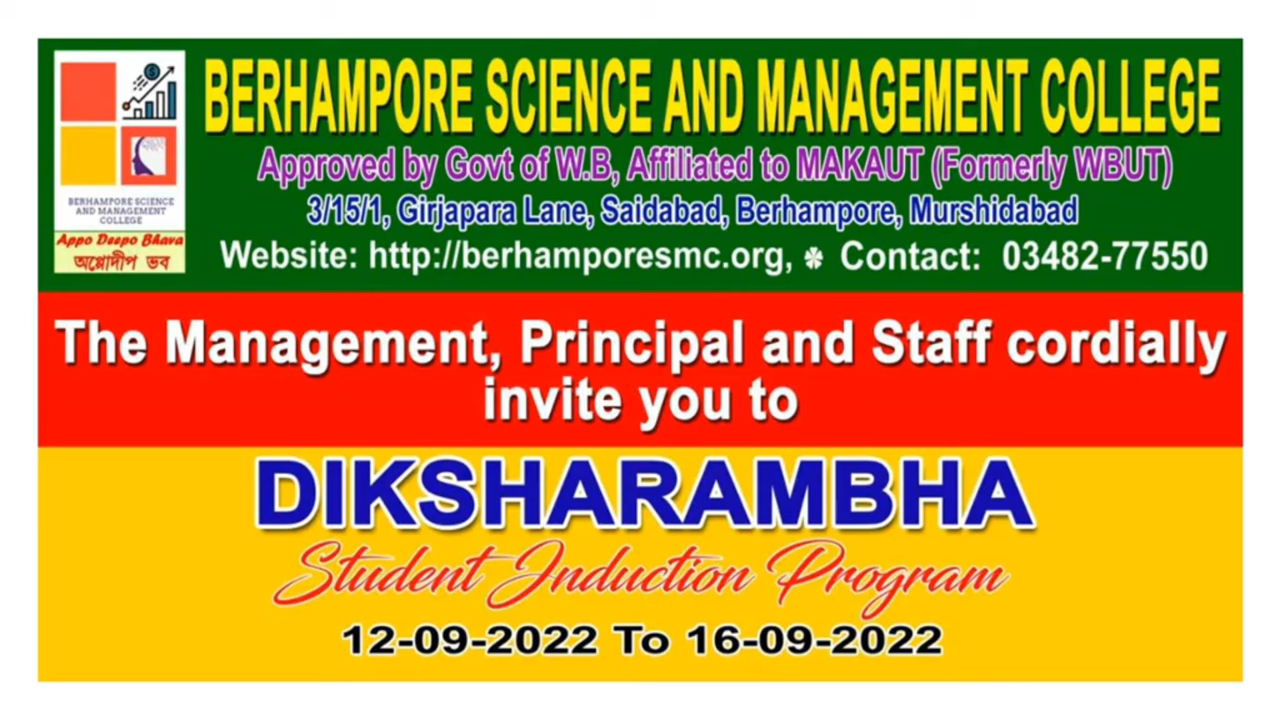 BERHAMPORE SCIENCE AND MANAGEMENT COLLEGE
Approved by Govt of W.B, Affiliated to MAKAUT (Formerly WBUT)
3/15/1, Girjapara Lane, Saidabad, Berhampore, Murshidabad
Website: http://berhamporesmc.org, Contact: 03482-77550
BERHAMPORE SCIENCE
AND MANAGEMENT
COLLEGE
Appo Deepo Bhava
অপ্পোদীপ ভব
The Management, Principal and Staff cordially
invite you to
DIKSHARAMBHA
Student Induction Program
12-09-2022 To 16-09-2022